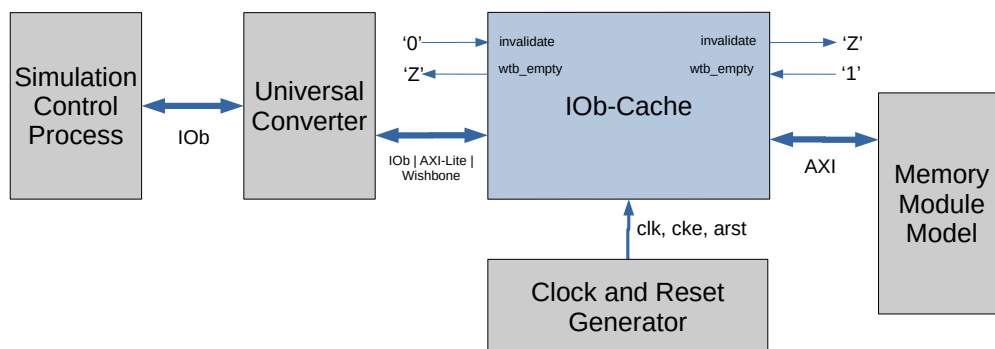 Simulation
Control
Process
IOb
Universal
Converter
IOb | AXI-Lite |
Wishbone
‘0’
‘Z’
invalidate
wtb_empty
invalidate
wtb_empty
IOb-Cache
‘Z’
‘1’
AXI
Memory
Module
Model
clk, cke, arst
Clock and Reset
Generator